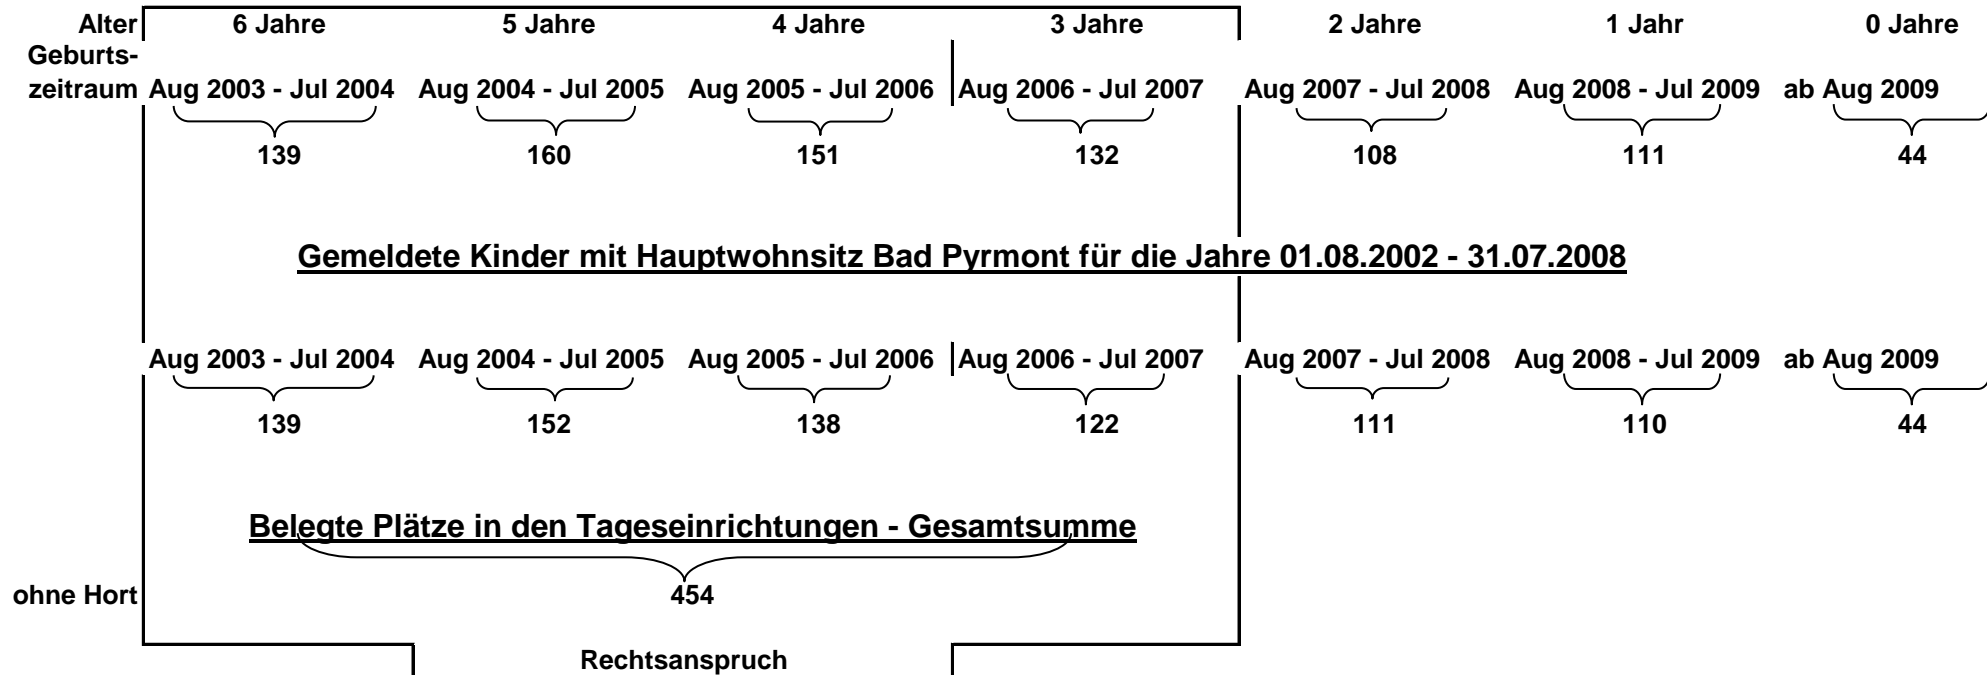 Alter 6 Jahre 5 Jahre 4 Jahre 3 Jahre 2 Jahre 1 Jahr 0 Jahre
Geburts-
zeitraum Aug 2003 - Jul 2004 Aug 2004 - Jul 2005 Aug 2005 - Jul 2006 Aug 2006 - Jul 2007 Aug 2007 - Jul 2008 Aug 2008 - Jul 2009 ab Aug 2009
139 160 151 132 108 111 44
Gemeldete Kinder mit Hauptwohnsitz Bad Pyrmont für die Jahre 01.08.2002 - 31.07.2008
Aug 2003 - Jul 2004 Aug 2004 - Jul 2005 Aug 2005 - Jul 2006 Aug 2006 - Jul 2007 Aug 2007 - Jul 2008 Aug 2008 - Jul 2009 ab Aug 2009
139 152 138 122 111 110 44
Belegte Plätze in den Tageseinrichtungen - Gesamtsumme
ohne Hort 454
Rechtsanspruch